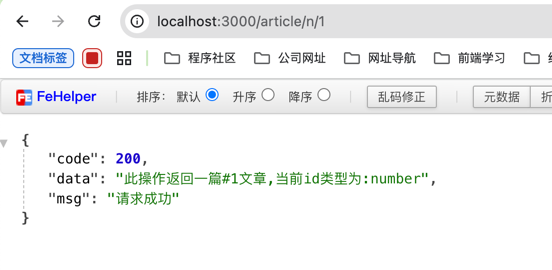 localhost:3000/article/n/1
文档标签 程序社区 公司网址 网址导航 前端学习
FeHelper 排序: 默认 升序 降序 乱码修正 元数据 折
{
"code": 200,
"data": "此操作返回一篇#1文章,当前id类型为:number",
"msg": "请求成功"
}